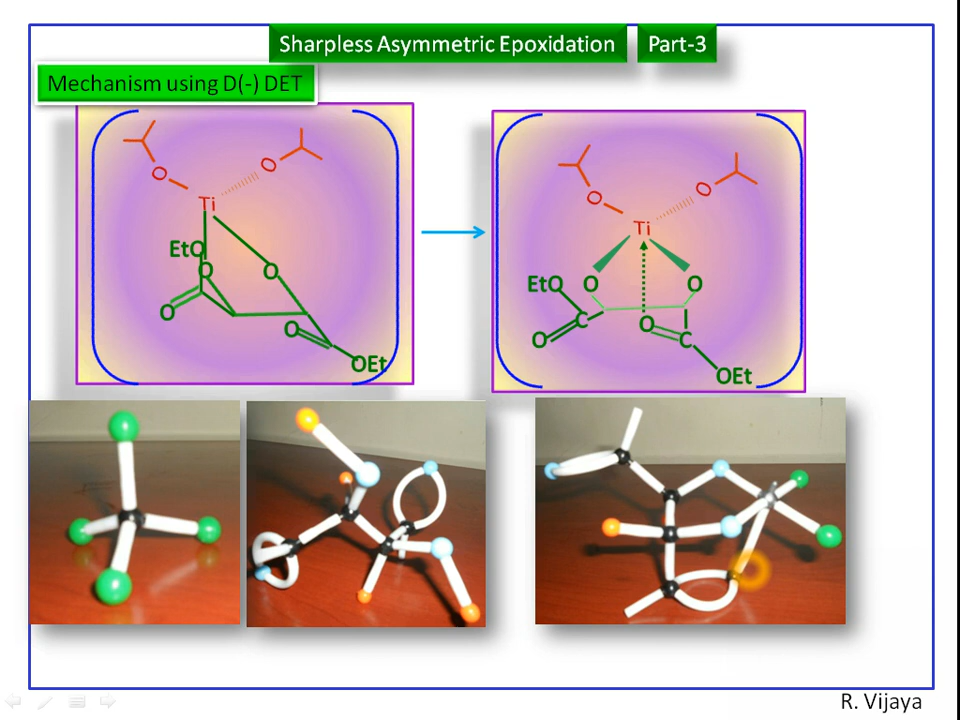 Sharpless Asymmetric Epoxidation
Part-3
Mechanism using D(-) DET
O
O
Ti
EtO
O
O
O
O
OEt
O
O
Ti
EtO
O
O
C
O
O
C
OEt
R. Vijaya